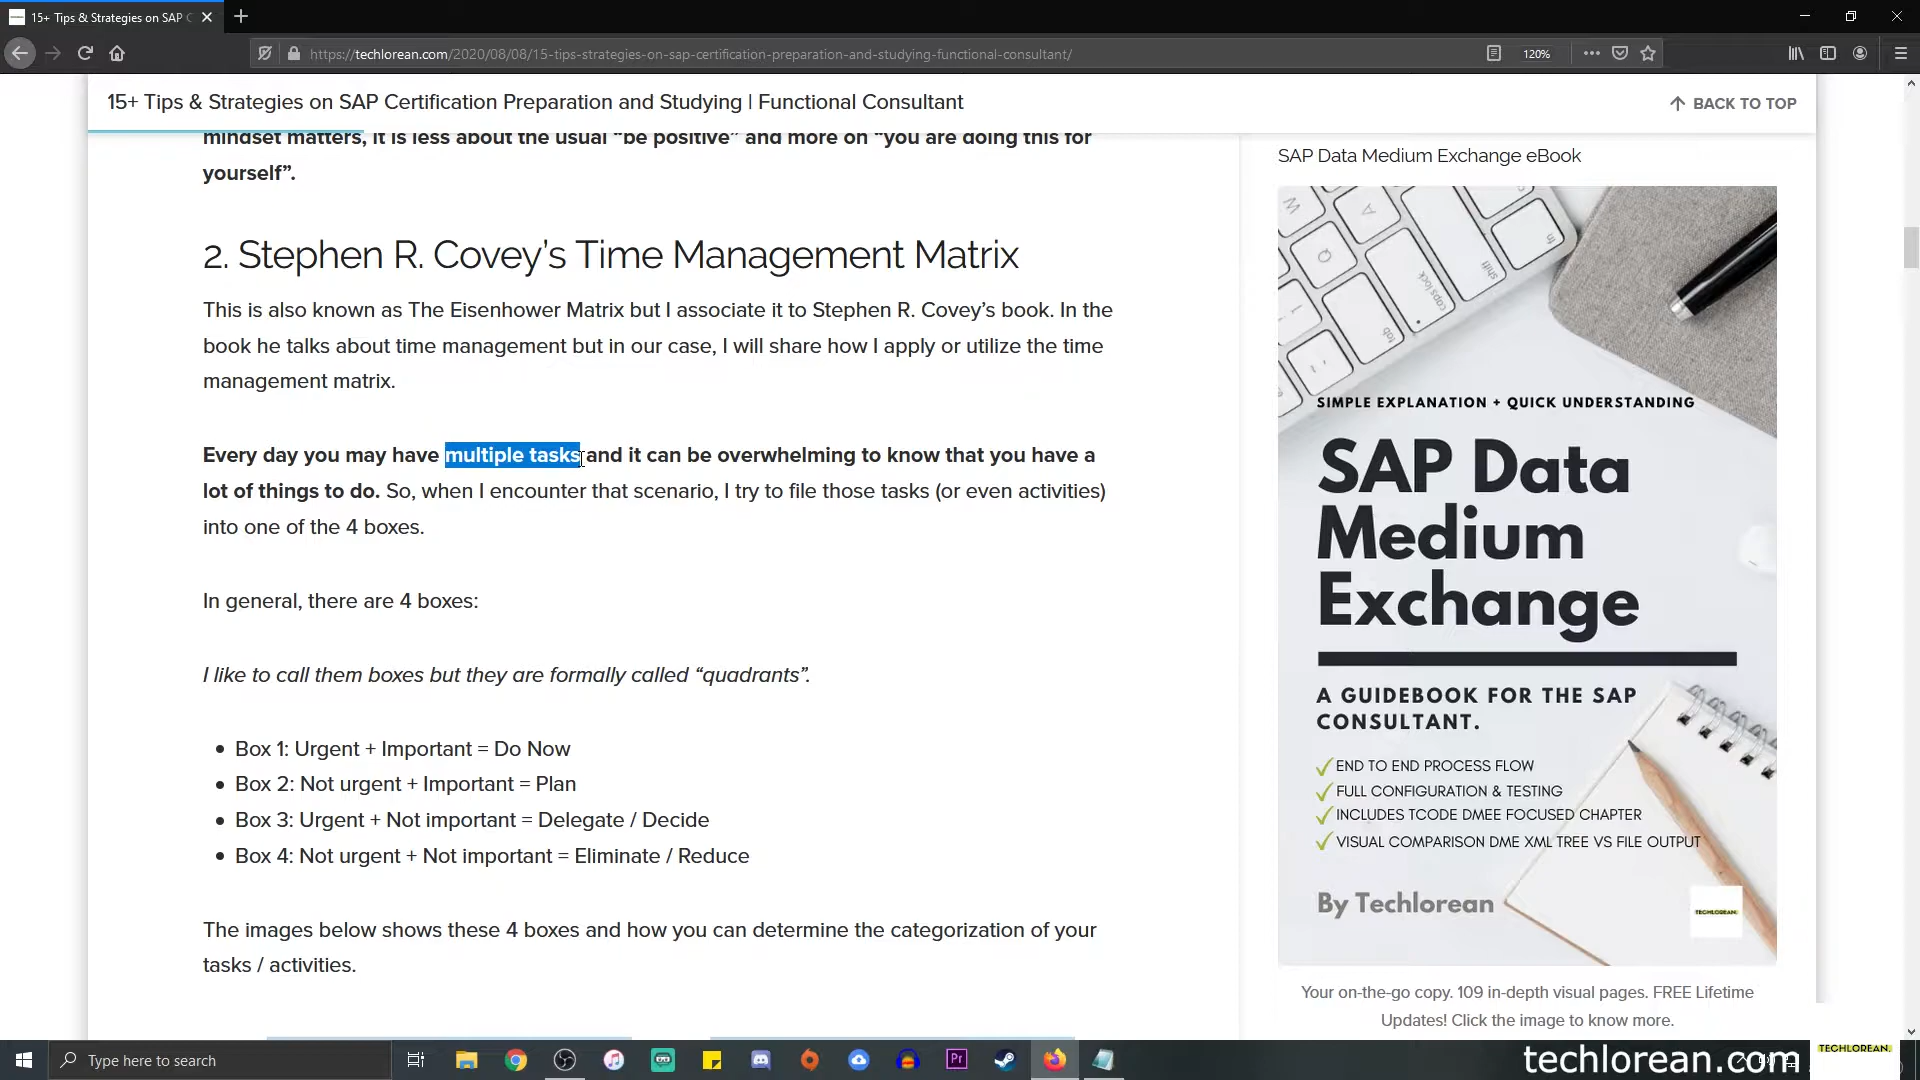 15+ Tips & Strategies on SAP C
https://techlorean.com/2020/08/08/15-tips-strategies-on-sap-certification-preparation-and-studying-functional-consultant/
120%
15+ Tips & Strategies on SAP Certification Preparation and Studying | Functional Consultant
BACK TO TOP
mindset matters, it is less about the usual “be positive” and more on “you are doing this for
yourself”.
2. Stephen R. Covey’s Time Management Matrix
This is also known as The Eisenhower Matrix but I associate it to Stephen R. Covey’s book. In the
book he talks about time management but in our case, I will share how I apply or utilize the time
management matrix.
Every day you may have multiple tasks and it can be overwhelming to know that you have a
lot of things to do. So, when I encounter that scenario, I try to file those tasks (or even activities)
into one of the 4 boxes.
In general, there are 4 boxes:
I like to call them boxes but they are formally called “quadrants”.
Box 1: Urgent + Important = Do Now
Box 2: Not urgent + Important = Plan
Box 3: Urgent + Not important = Delegate / Decide
Box 4: Not urgent + Not important = Eliminate / Reduce
The images below shows these 4 boxes and how you can determine the categorization of your
tasks / activities.
SAP Data Medium Exchange eBook
W
A
Q
caps lock
tab
shift
fn
SIMPLE EXPLANATION + QUICK UNDERSTANDING
SAP Data
Medium
Exchange
A GUIDEBOOK FOR THE SAP
CONSULTANT.
END TO END PROCESS FLOW
FULL CONFIGURATION & TESTING
INCLUDES TCODE DMEE FOCUSED CHAPTER
VISUAL COMPARISON DME XML TREE VS FILE OUTPUT
By Techlorean
TECHLOREAN.
Your on-the-go copy. 109 in-depth visual pages. FREE Lifetime
Updates! Click the image to know more.
Type here to search
Pr
techlorean.com
TECHLOREAN.